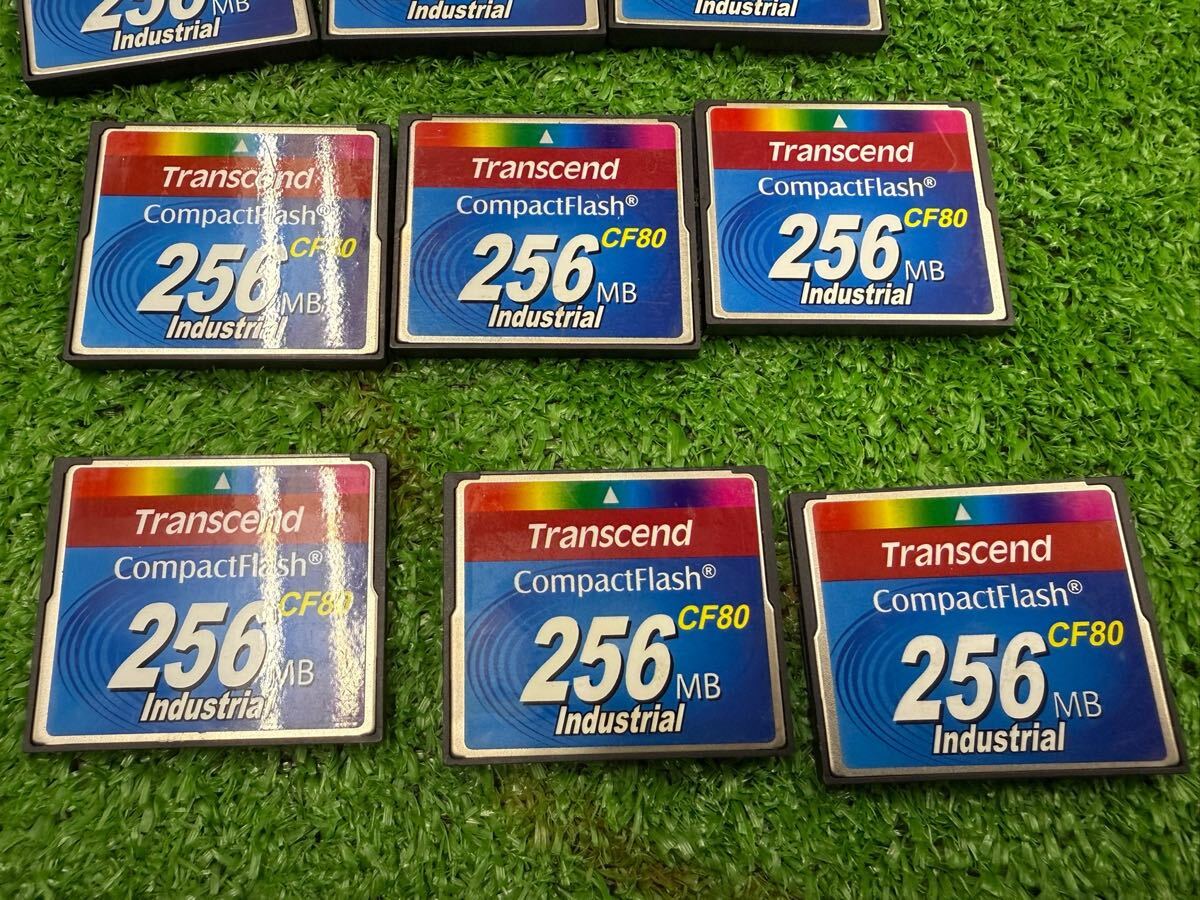 256 MB
Industrial
Industrial
Industrial
Transcend
CompactFlash®
CF80
256 MB
Industrial
Transcend
CompactFlash®
CF80
256 MB
Industrial
Transcend
CompactFlash®
CF80
256 MB
Industrial
Transcend
CompactFlash®
CF80
256 MB
Industrial
Transcend
CompactFlash®
CF80
256 MB
Industrial
Transcend
CompactFlash®
CF80
256 MB
Industrial